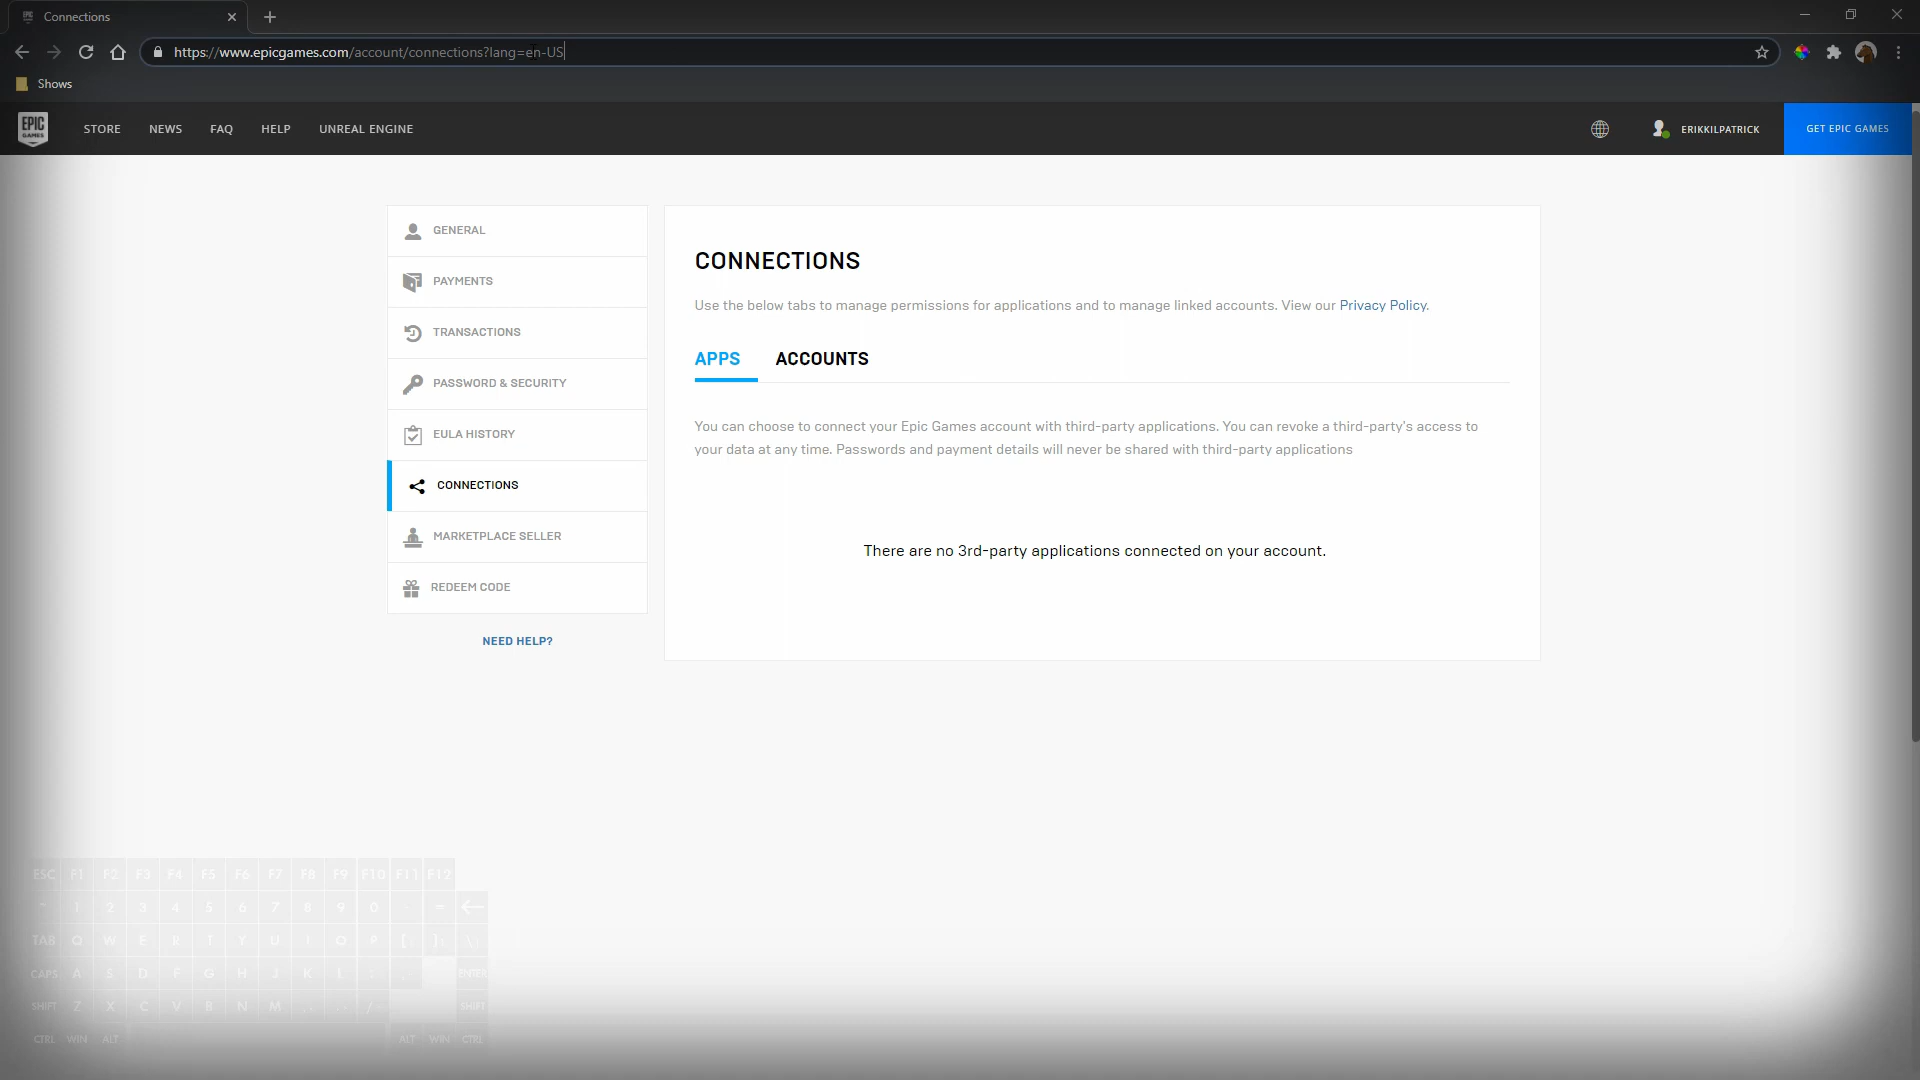 Connections
https://www.epicgames.com/account/connections?lang=en-US
Shows
EPIC GAMES
STORE NEWS FAQ HELP UNREAL ENGINE
ERIKKILPATRICK
GET EPIC GAMES
GENERAL
PAYMENTS
TRANSACTIONS
PASSWORD & SECURITY
EULA HISTORY
CONNECTIONS
MARKETPLACE SELLER
REDEEM CODE
NEED HELP?
CONNECTIONS
Use the below tabs to manage permissions for applications and to manage linked accounts. View our Privacy Policy.
APPS ACCOUNTS
You can choose to connect your Epic Games account with third-party applications. You can revoke a third-party's access to
your data at any time. Passwords and payment details will never be shared with third-party applications
There are no 3rd-party applications connected on your account.
ESC F1 F2 F3 F4 F5 F6 F7 F8 F9 F10 F11 F12
1 2 3 4 5 6 7 8 9 0 =
TAB Q W E R T Y U I O P [ ] \
CAPS A S D F G H J K L ENTER
SHIFT Z X C V B N M / SHIFT
CTRL WIN ALT ALT WIN CTRL